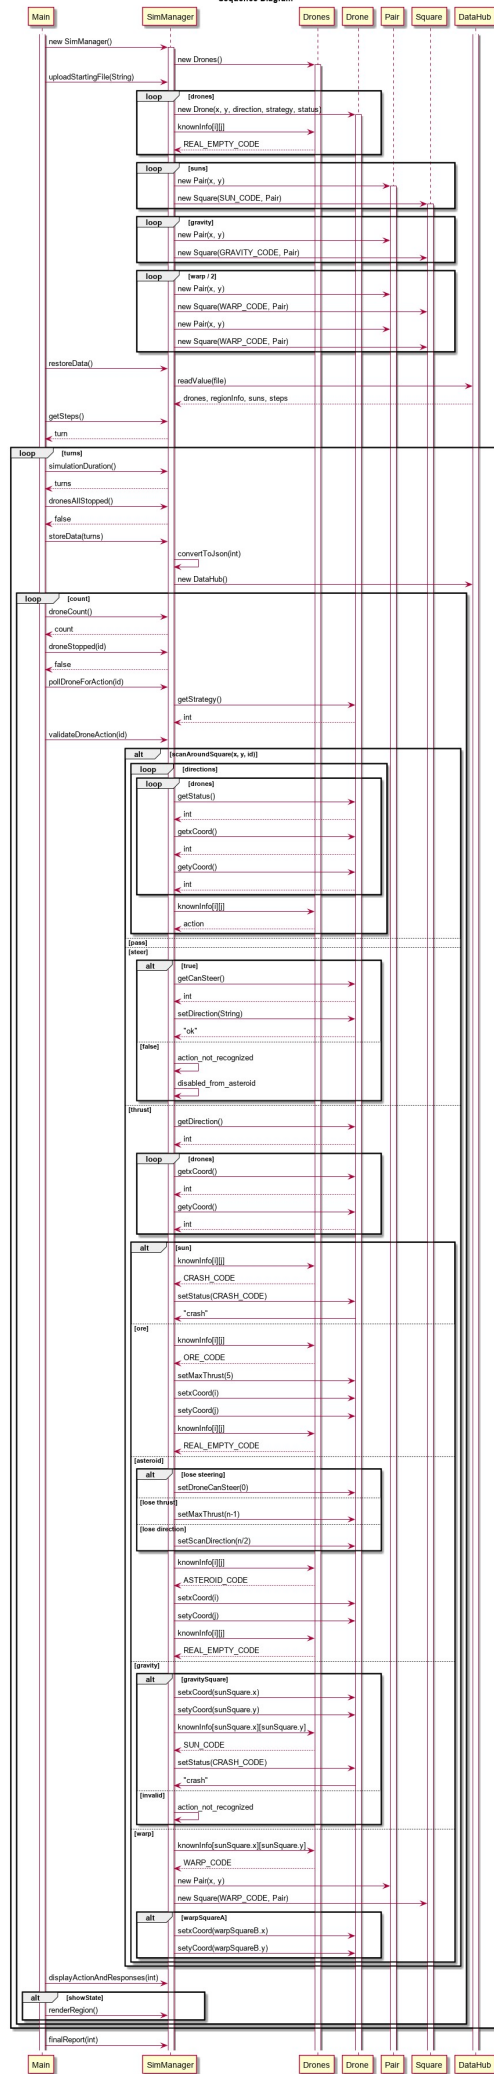 Sequence Diagram
Main SimManager Drones Drone Pair Square DataHub
new SimManager()
new Drones()
uploadStartingFile(String)
loop [drones]
new Drone(x, y, direction, strategy, status)
knownInfo[i][j]
REAL_EMPTY_CODE
loop [suns]
new Pair(x, y)
new Square(SUN_CODE, Pair)
loop [gravity]
new Pair(x, y)
new Square(GRAVITY_CODE, Pair)
loop [warp / 2]
new Pair(x, y)
new Square(WARP_CODE, Pair)
new Pair(x, y)
new Square(WARP_CODE, Pair)
restoreData()
readValue(file)
drones, regionInfo, suns, steps
getSteps()
turn
loop [turns]
simulationDuration()
turns
dronesAllStopped()
false
storeData(turns)
convertToJson(int)
new DataHub()
loop [count]
droneCount()
count
droneStopped(id)
false
pollDroneForAction(id)
getStrategy()
int
validateDroneAction(id)
alt [scanAroundSquare(x, y, id)]
loop [directions]
loop [drones]
getStatus()
int
getxCoord()
int
getyCoord()
int
knownInfo[i][j]
action
[pass]
[steer]
alt [true]
getCanSteer()
int
setDirection(String)
"ok"
[false]
action_not_recognized
disabled_from_asteroid
[thrust]
getDirection()
int
loop [drones]
getxCoord()
int
getyCoord()
int
alt [sun]
knownInfo[i][j]
CRASH_CODE
setStatus(CRASH_CODE)
"crash"
[ore]
knownInfo[i][j]
ORE_CODE
setMaxThrust(5)
setxCoord(i)
setyCoord(j)
knownInfo[i][j]
REAL_EMPTY_CODE
[asteroid]
alt [lose steering]
setDroneCanSteer(0)
[lose thrust]
setMaxThrust(n-1)
[lose direction]
setScanDirection(n/2)
knownInfo[i][j]
ASTEROID_CODE
setxCoord(i)
setyCoord(j)
knownInfo[i][j]
REAL_EMPTY_CODE
[gravity]
alt [gravitySquare]
setxCoord(sunSquare.x)
setyCoord(sunSquare.y)
knownInfo[sunSquare.x][sunSquare.y]
SUN_CODE
setStatus(CRASH_CODE)
"crash"
[invalid]
action_not_recognized
[warp]
knownInfo[sunSquare.x][sunSquare.y]
WARP_CODE
new Pair(x, y)
new Square(WARP_CODE, Pair)
alt [warpSquareA]
setxCoord(warpSquareB.x)
setyCoord(warpSquareB.y)
displayActionAndResponses(int)
alt [showState]
renderRegion()
finalReport(int)
Main SimManager Drones Drone Pair Square DataHub